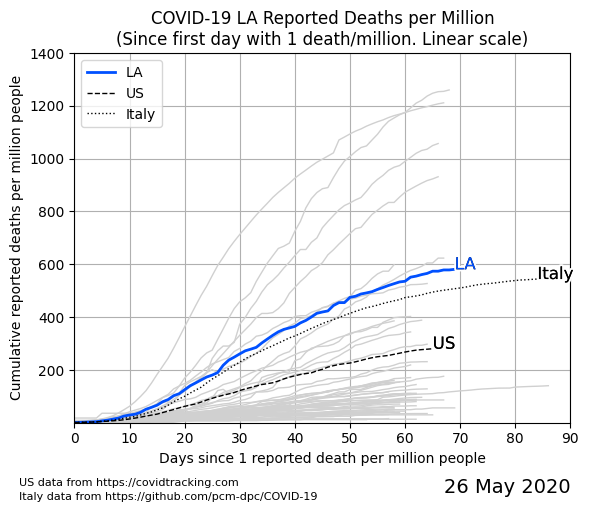 COVID-19 LA Reported Deaths per Million
(Since first day with 1 death/million. Linear scale)
Cumulative reported deaths per million people
1400
1200
1000
800
600
400
200
LA
US
Italy
LA
Italy
US
0 10 20 30 40 50 60 70 80 90
Days since 1 reported death per million people
US data from https://covidtracking.com
Italy data from https://github.com/pcm-dpc/COVID-19
26 May 2020